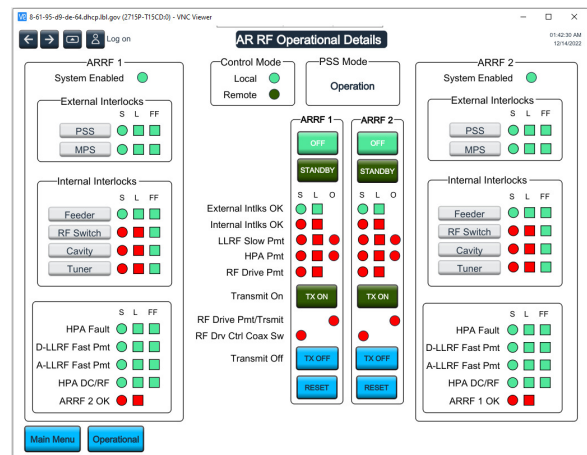 8-61-95-d9-de-64.dhcp.lbl.gov (2715P-T15CD:0) - VNC Viewer
Log on
AR RF Operational Details
01:42:30 AM
12/14/2022
ARRF 1
System Enabled
External Interlocks
S L FF
PSS
MPS
Internal Interlocks
S L FF
Feeder
RF Switch
Cavity
Tuner
S L FF
HPA Fault
D-LLRF Fast Pmt
A-LLRF Fast Pmt
HPA DC/RF
ARRF 2 OK
Main Menu
Operational
Control Mode
Local
Remote
PSS Mode
Operation
ARRF 1 ARRF 2
OFF OFF
STANDBY STANDBY
S L O S L O
External Intlks OK
Internal Intlks OK
LLRF Slow Pmt
HPA Pmt
RF Drive Pmt
Transmit On TX ON TX ON
RF Drive Pmt/Trsmit
RF Drv Ctrl Coax Sw
Transmit Off TX OFF TX OFF
RESET RESET
ARRF 2
System Enabled
External Interlocks
S L FF
PSS
MPS
Internal Interlocks
S L FF
Feeder
RF Switch
Cavity
Tuner
S L FF
HPA Fault
D-LLRF Fast Pmt
A-LLRF Fast Pmt
HPA DC/RF
ARRF 1 OK